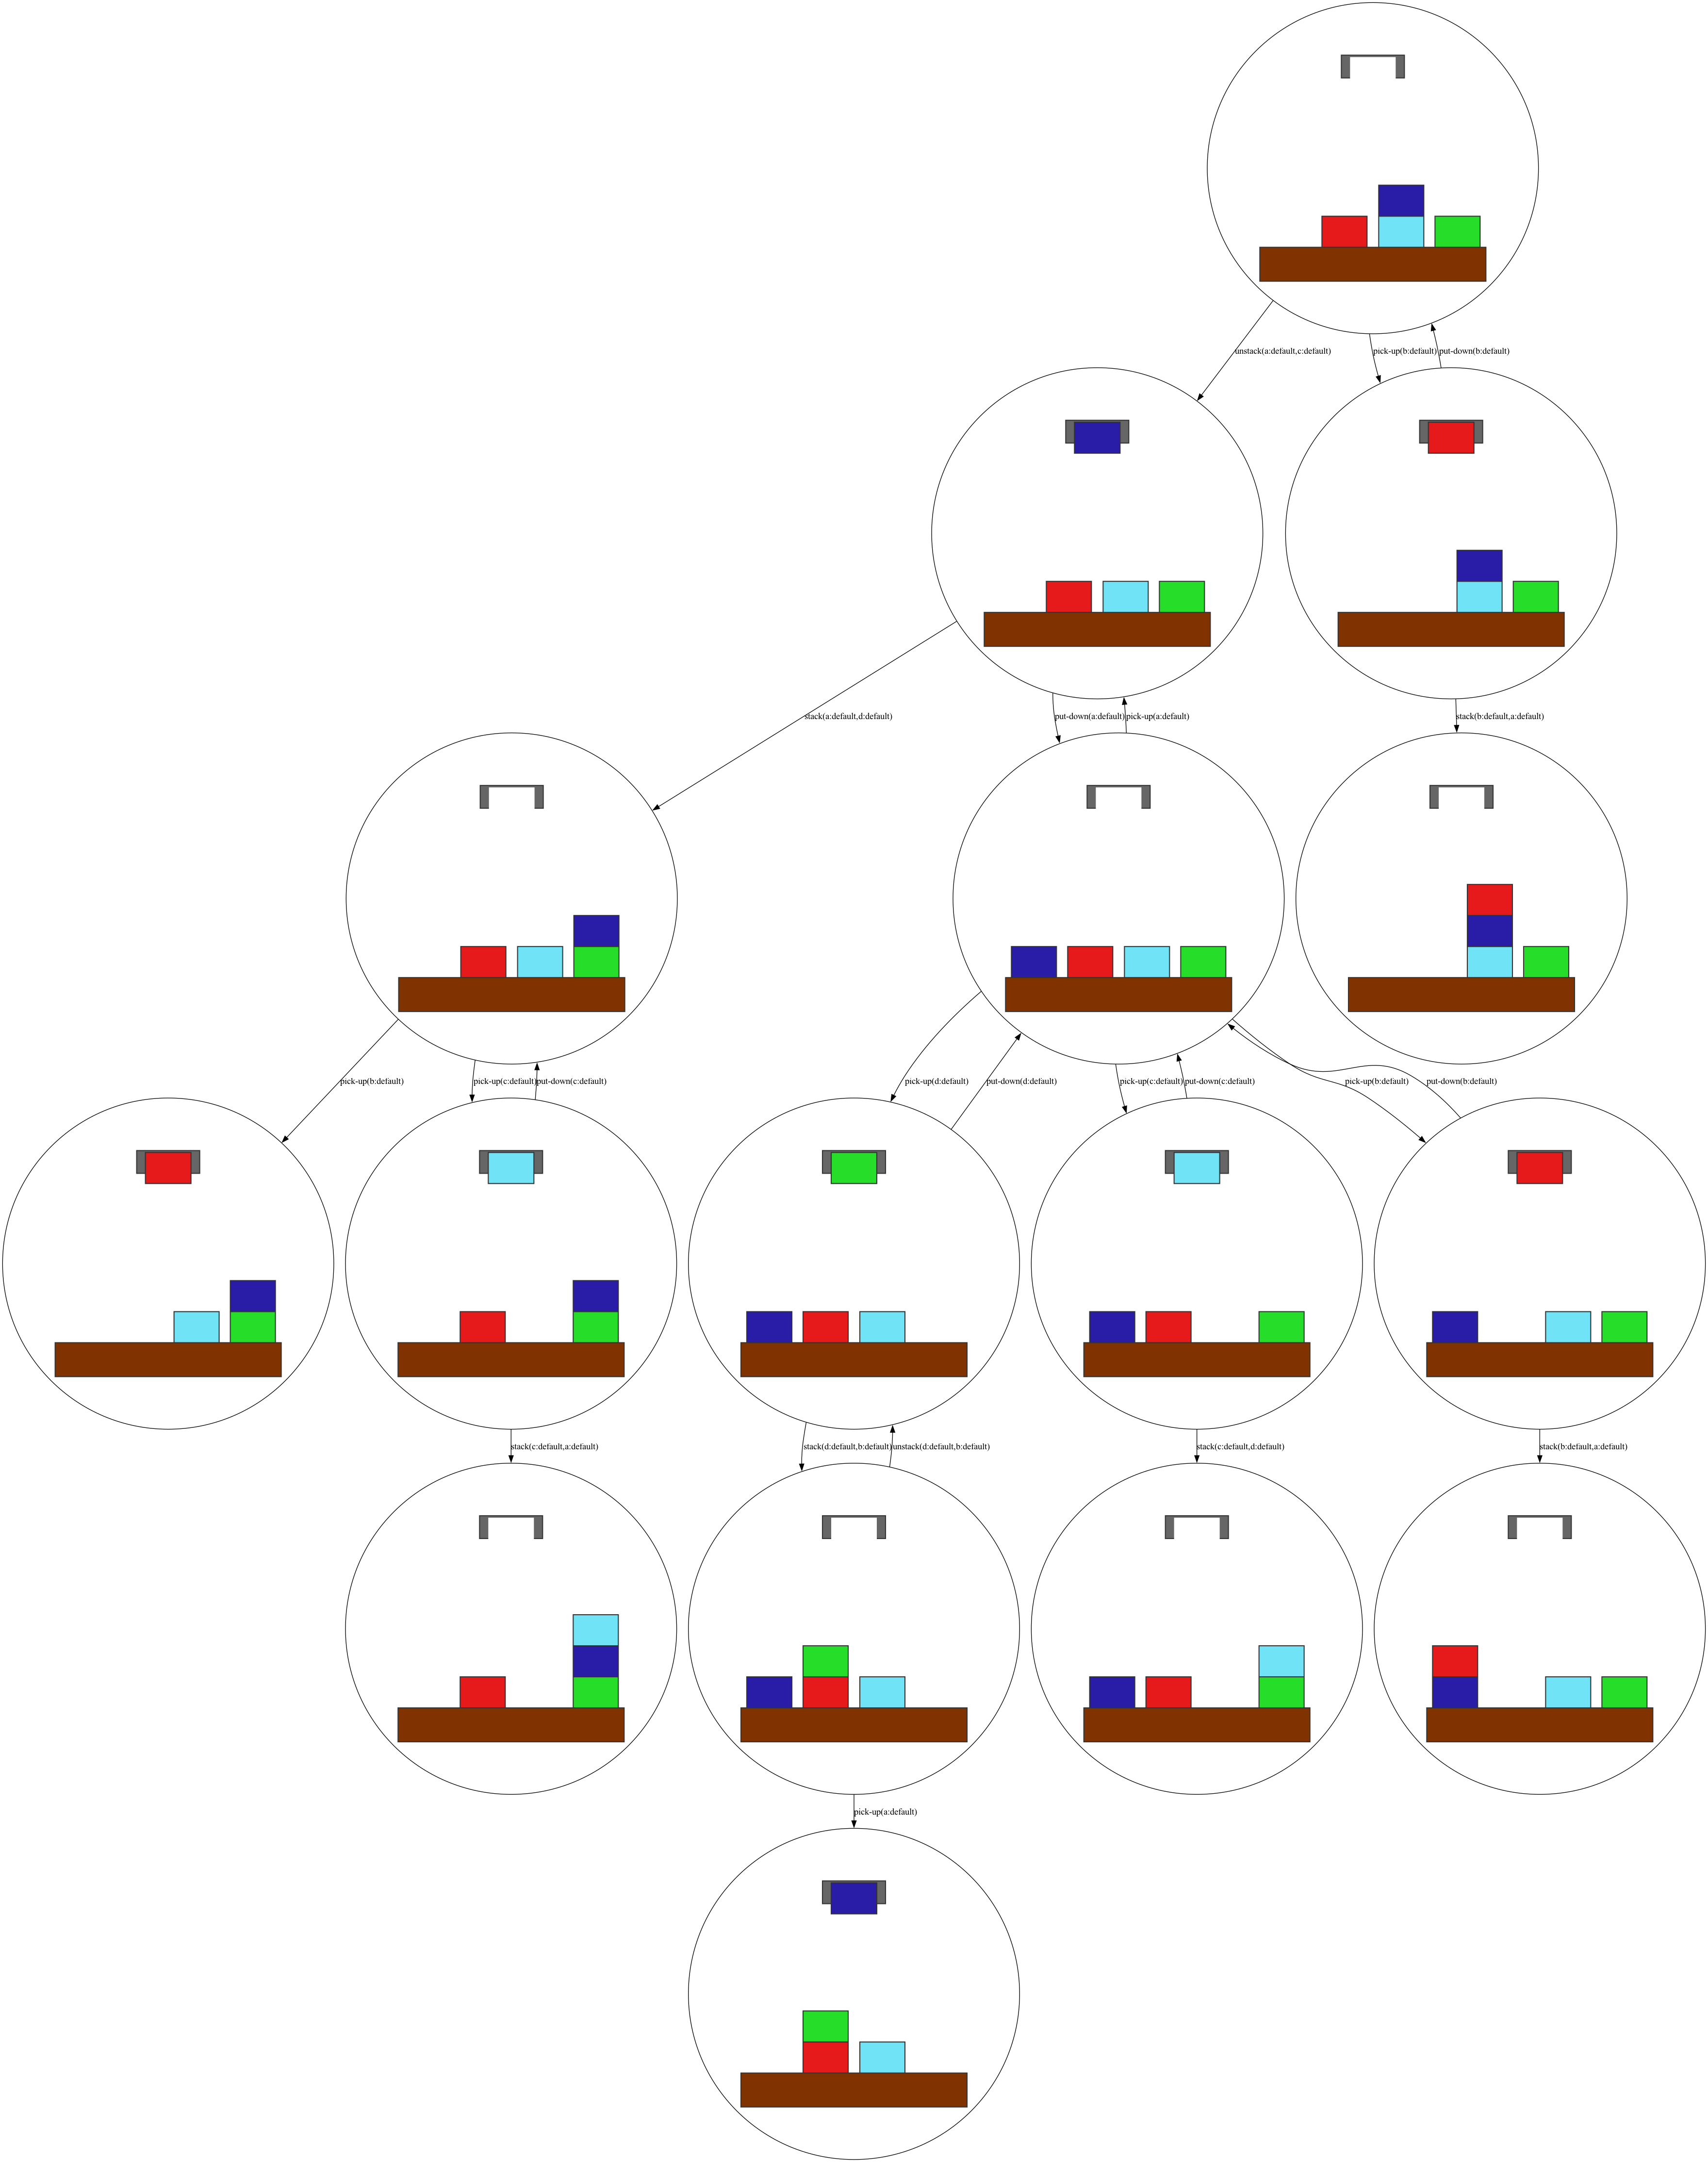 unstack(a:default,c:default)
pick-up(b:default)
put-down(b:default)
stack(a:default,d:default)
put-down(a:default)
pick-up(a:default)
stack(b:default,a:default)
pick-up(b:default)
pick-up(c:default)
put-down(c:default)
pick-up(d:default)
put-down(d:default)
pick-up(c:default)
put-down(c:default)
pick-up(b:default)
put-down(b:default)
stack(c:default,a:default)
stack(d:default,b:default)
unstack(d:default,b:default)
stack(c:default,d:default)
stack(b:default,a:default)
pick-up(a:default)